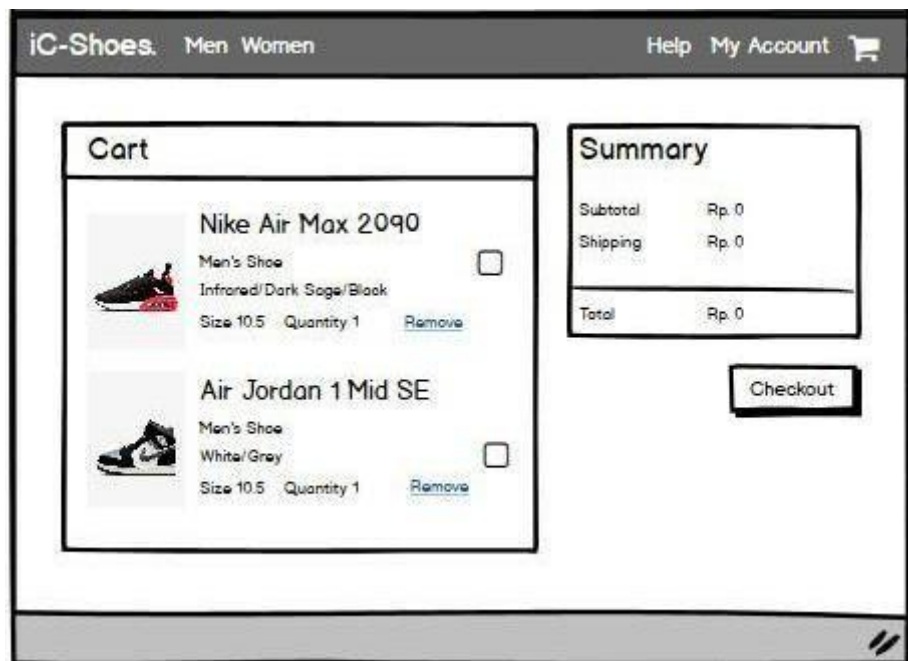 iC-Shoes. Men Women Help My Account
Cart
Nike Air Max 2090
Men's Shoe
Infrared/Dark Sage/Black
Size 10.5 Quantity 1 Remove
Air Jordan 1 Mid SE
Men's Shoe
White/Grey
Size 10.5 Quantity 1 Remove
Summary
Subtotal Rp. 0
Shipping Rp. 0
Total Rp. 0
Checkout